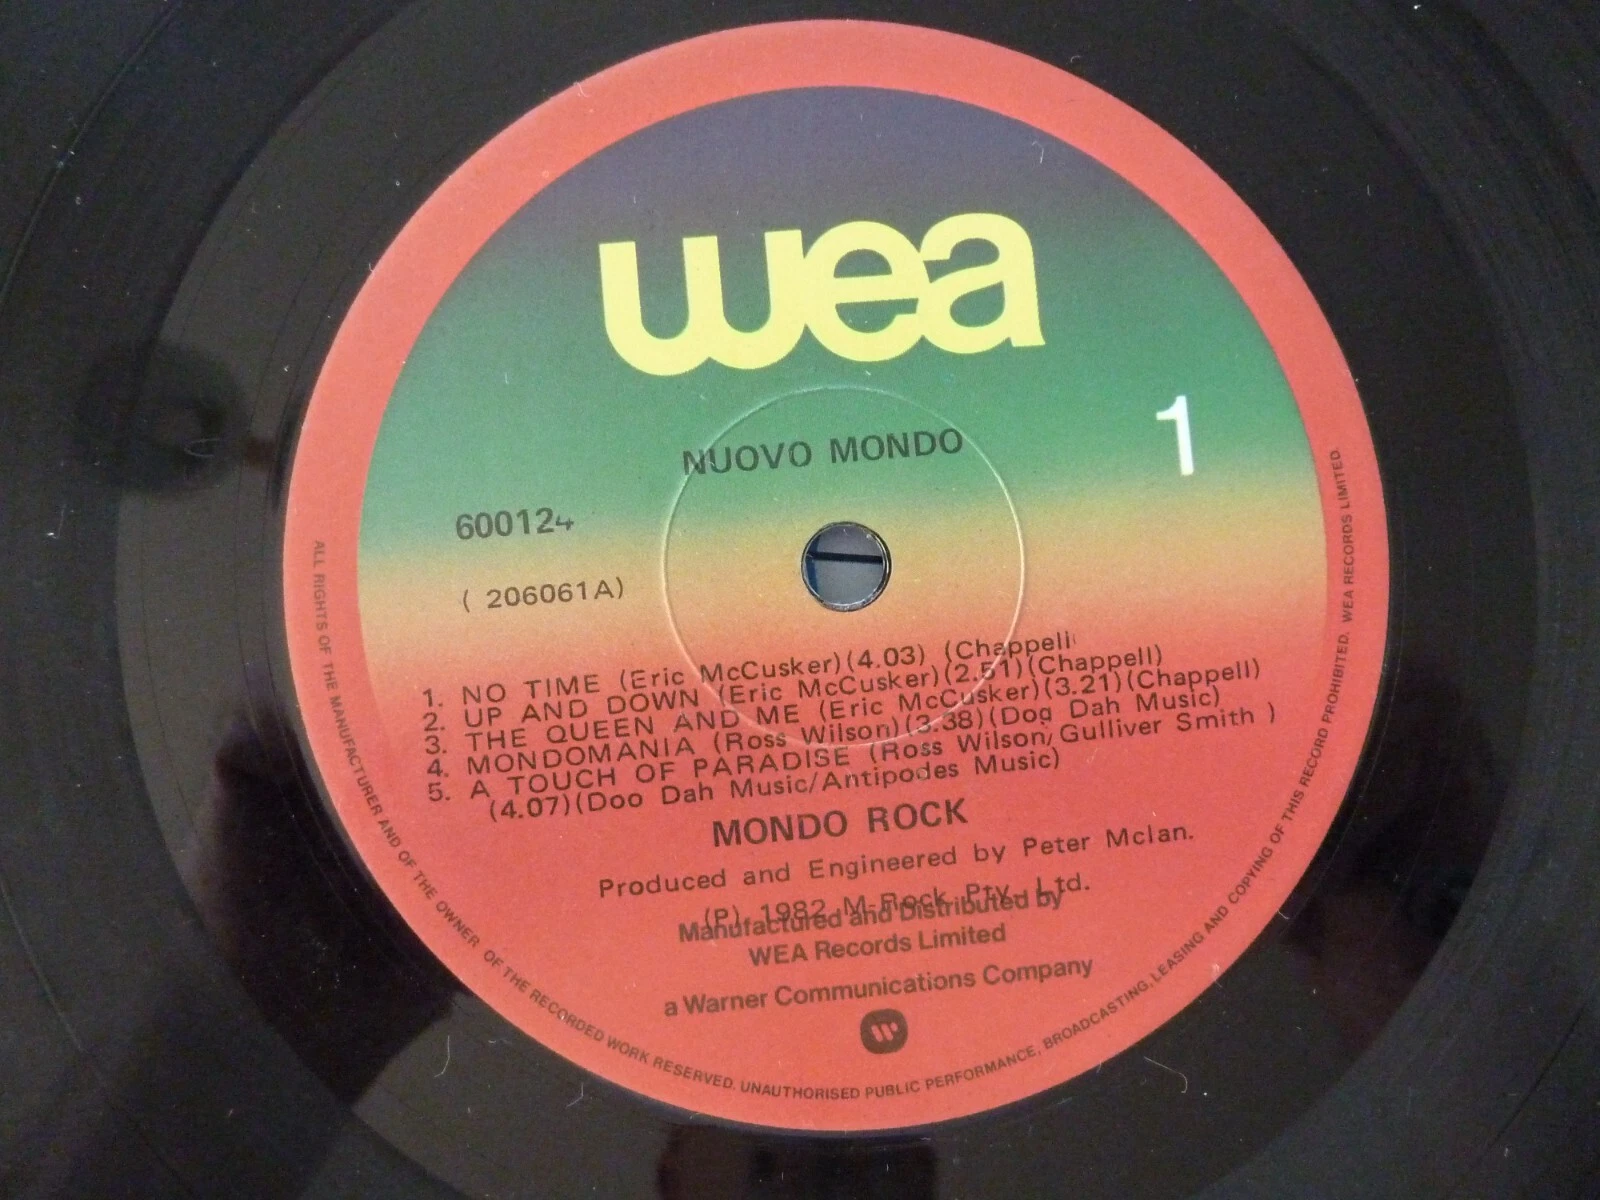 wea
1
NUOVO MONDO
600124
( 206061A)
1. NO TIME (Eric McCusker)(4.03) (Chappell
2. UP AND DOWN (Eric McCusker)(2.51)(Chappell)
3. THE QUEEN AND ME (Eric McCusker)(3.21)(Chappell)
4. MONDOMANIA (Ross Wilson)(3.38)(Doo Dah Music)
5. A TOUCH OF PARADISE (Ross Wilson/Gulliver Smith )
(4.07)(Doo Dah Music/Antipodes Music)
MONDO ROCK
Produced and Engineered by Peter McIan.
(P) 1982 M-Rock Pty. Ltd.
Manufactured and Distributed by
WEA Records Limited
a Warner Communications Company
ALL RIGHTS OF THE MANUFACTURER AND OF THE OWNER OF THE RECORDED WORK RESERVED. UNAUTHORISED PUBLIC PERFORMANCE, BROADCASTING, LEASING AND COPYING OF THIS RECORD PROHIBITED. WEA RECORDS LIMITED.